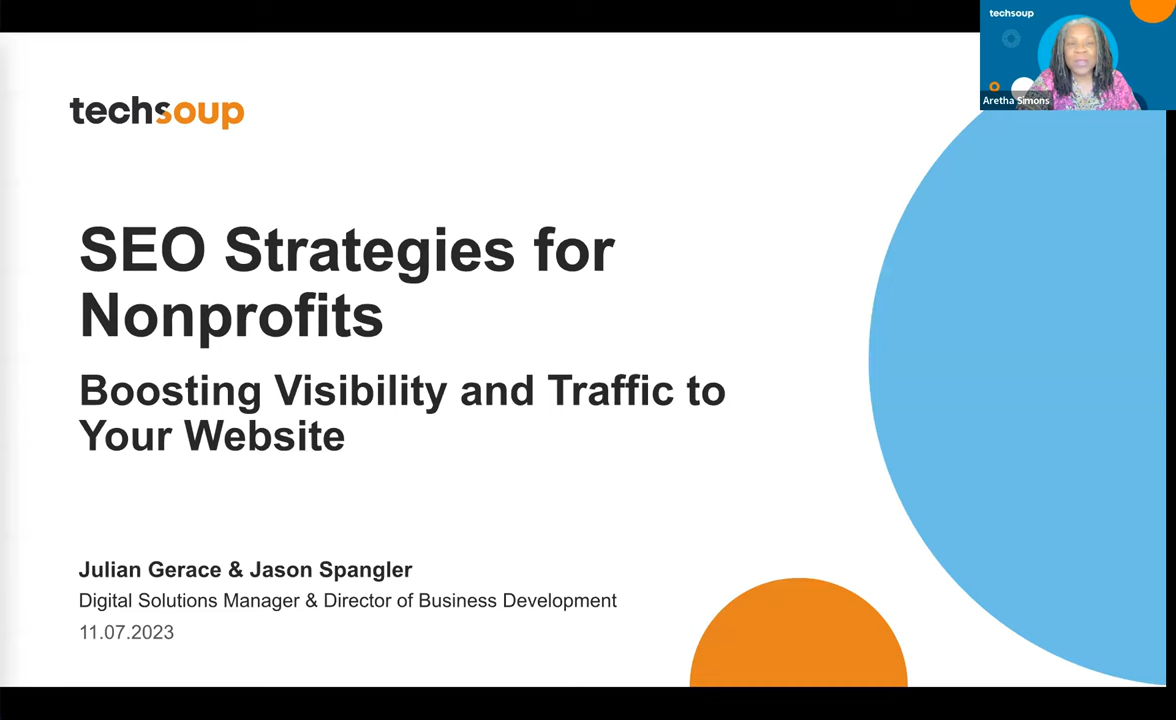 techsoup
Aretha Simons
techsoup
SEO Strategies for
Nonprofits
Boosting Visibility and Traffic to
Your Website
Julian Gerace & Jason Spangler
Digital Solutions Manager & Director of Business Development
11.07.2023